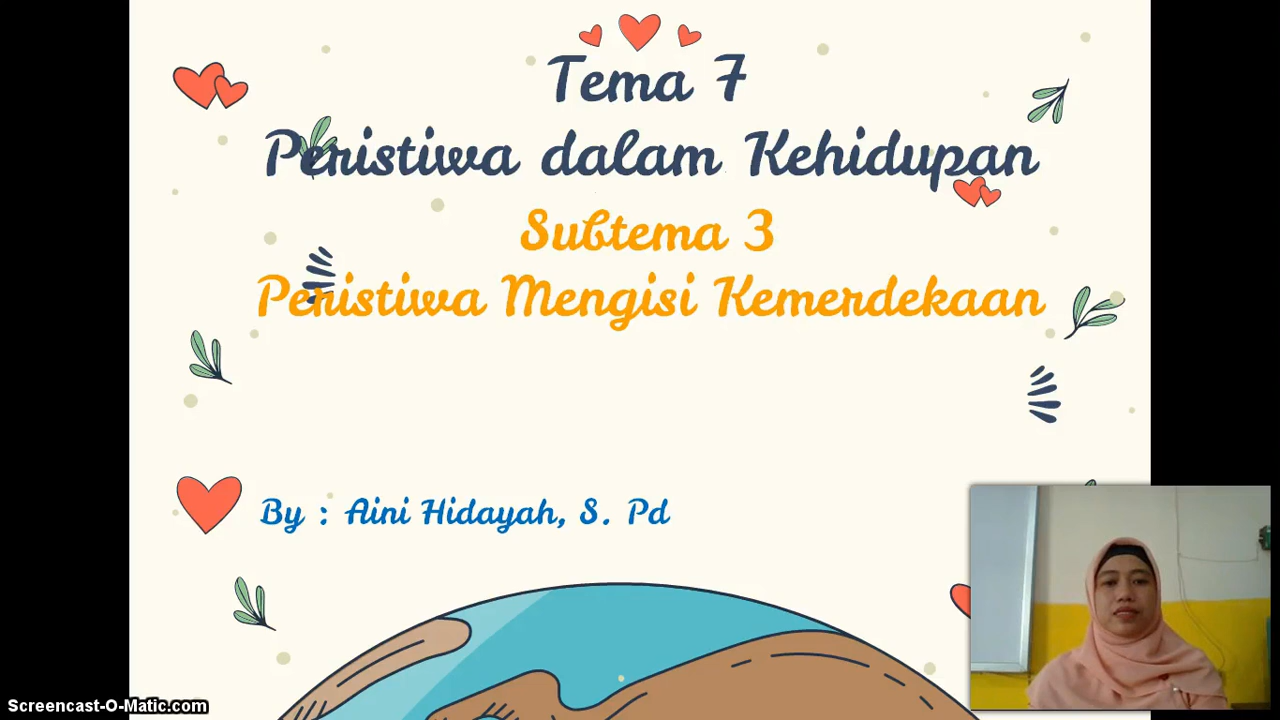 Tema 7
Peristiwa dalam Kehidupan
Subtema 3
Peristiwa Mengisi Kemerdekaan
By : Aini Hidayah, S. Pd
Screencast-O-Matic.com